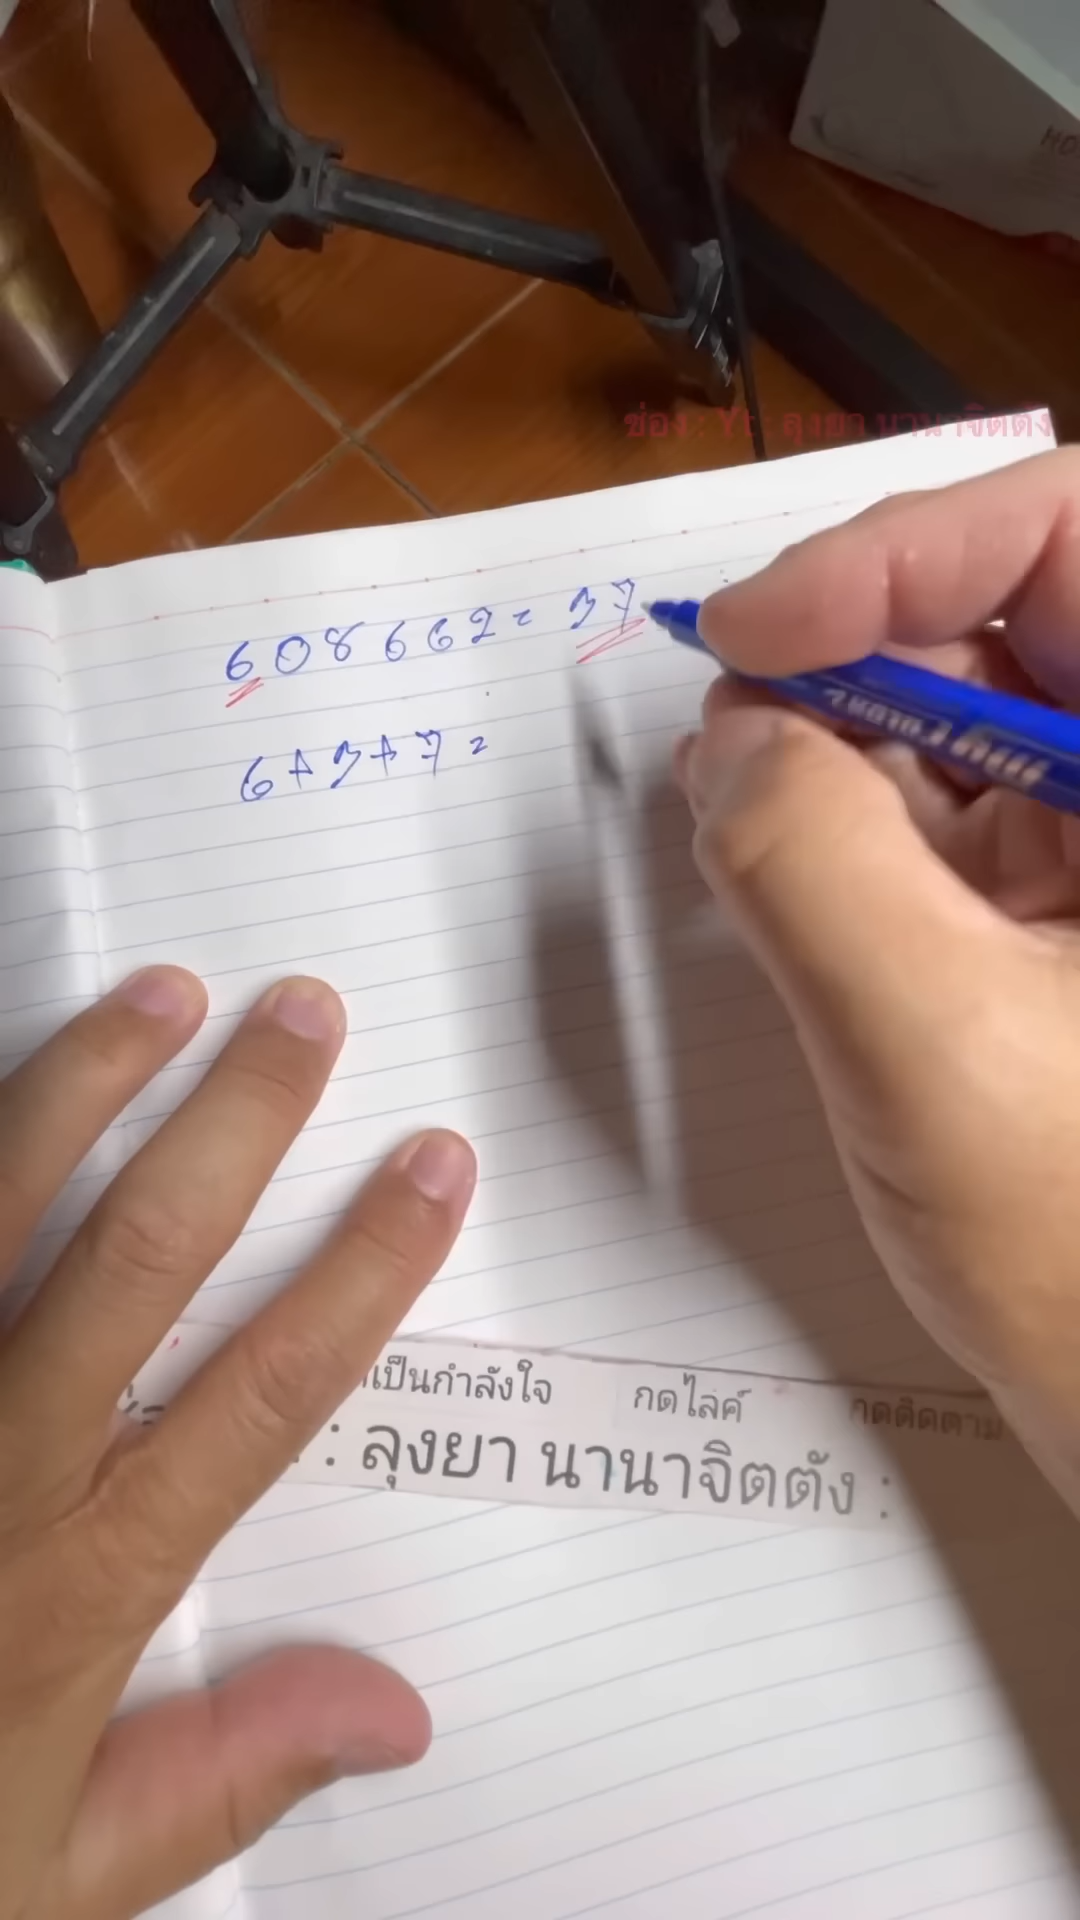 ช่อง : Yt : ลุงยา นานาจิตตัง
608662= 37
6+3+7=
เป็นกำลังใจ กดไลค์ กดติดตาม
: ลุงยา นานาจิตตัง :